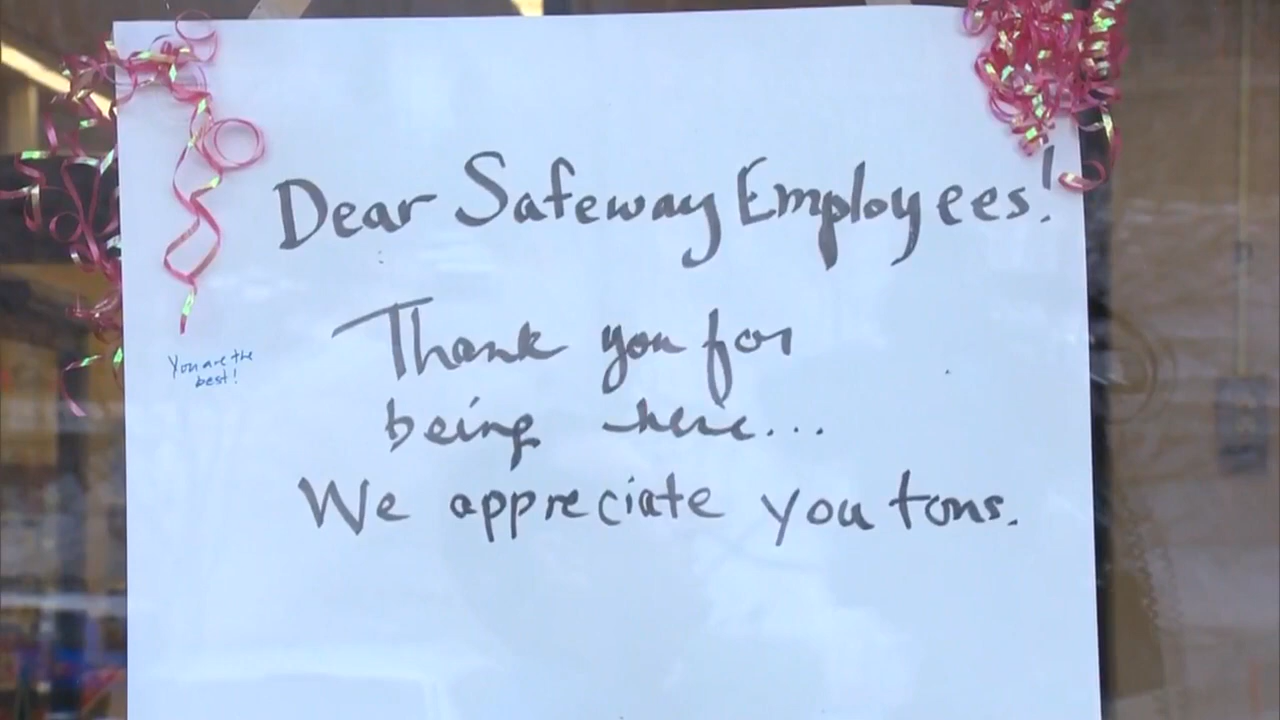 Dear Safeway Employees!
Thank you for
being here...
We appreciate you tons.
You are the
best!